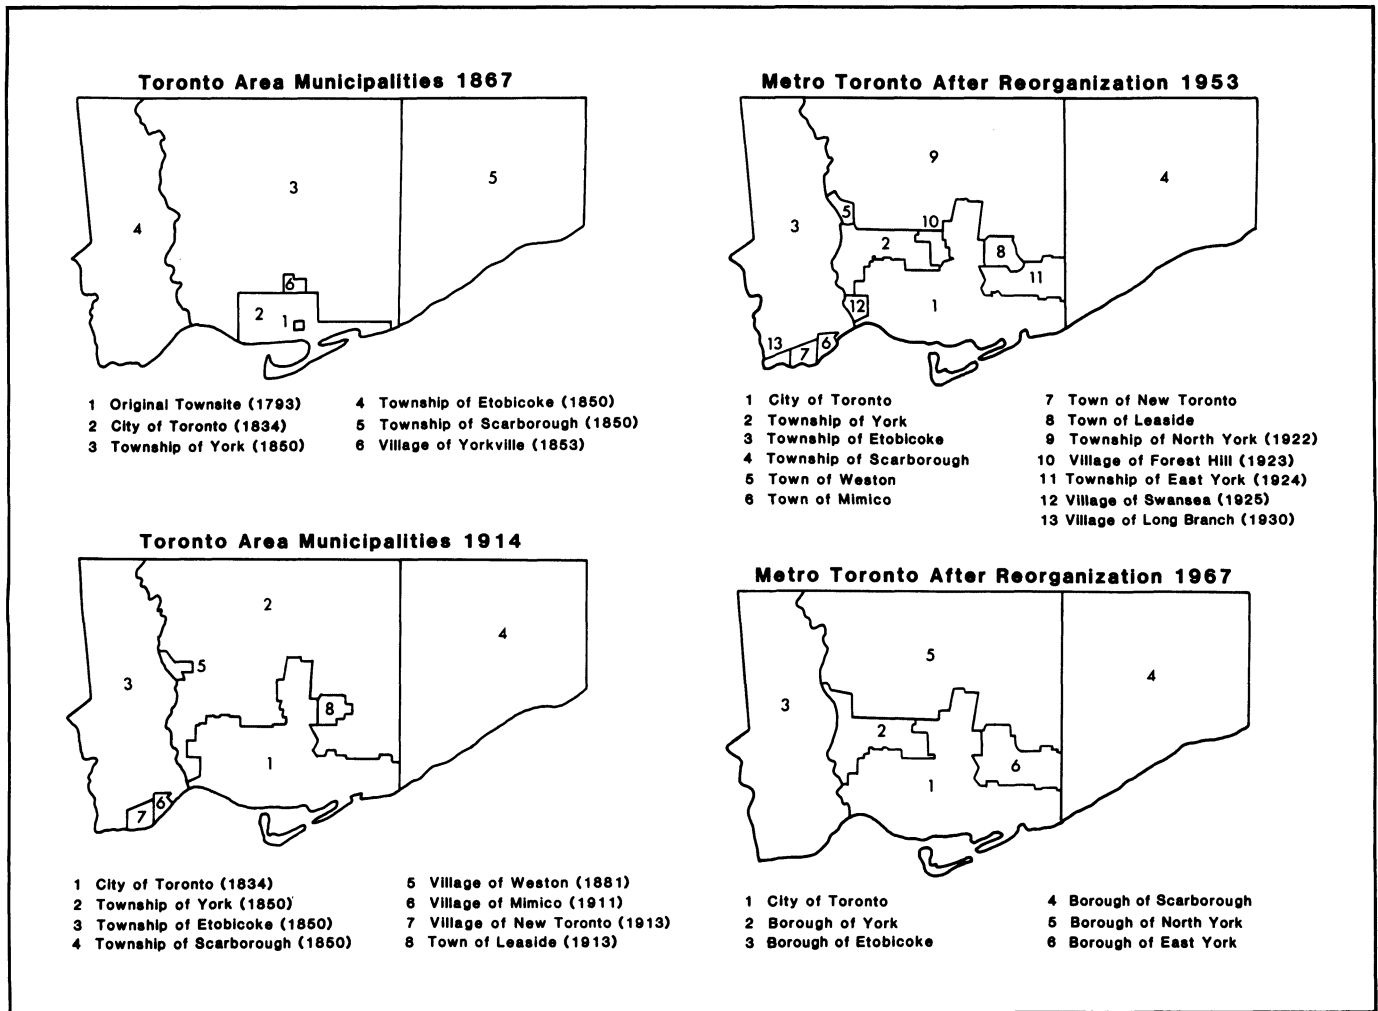 Toronto Area Municipalities 1867
3
5
4
6
2
1
1 Original Townsite (1793)
2 City of Toronto (1834)
3 Township of York (1850)
4 Township of Etobicoke (1850)
5 Township of Scarborough (1850)
6 Village of Yorkville (1853)
Metro Toronto After Reorganization 1953
9
4
5
10
3
2
8
11
12
1
13
7
6
1 City of Toronto
2 Township of York
3 Township of Etobicoke
4 Township of Scarborough
5 Town of Weston
6 Town of Mimico
7 Town of New Toronto
8 Town of Leaside
9 Township of North York (1922)
10 Village of Forest Hill (1923)
11 Township of East York (1924)
12 Village of Swansea (1925)
13 Village of Long Branch (1930)
Toronto Area Municipalities 1914
2
4
5
3
8
1
6
7
1 City of Toronto (1834)
2 Township of York (1850)
3 Township of Etobicoke (1850)
4 Township of Scarborough (1850)
5 Village of Weston (1881)
6 Village of Mimico (1911)
7 Village of New Toronto (1913)
8 Town of Leaside (1913)
Metro Toronto After Reorganization 1967
5
4
3
2
6
1
1 City of Toronto
2 Borough of York
3 Borough of Etobicoke
4 Borough of Scarborough
5 Borough of North York
6 Borough of East York